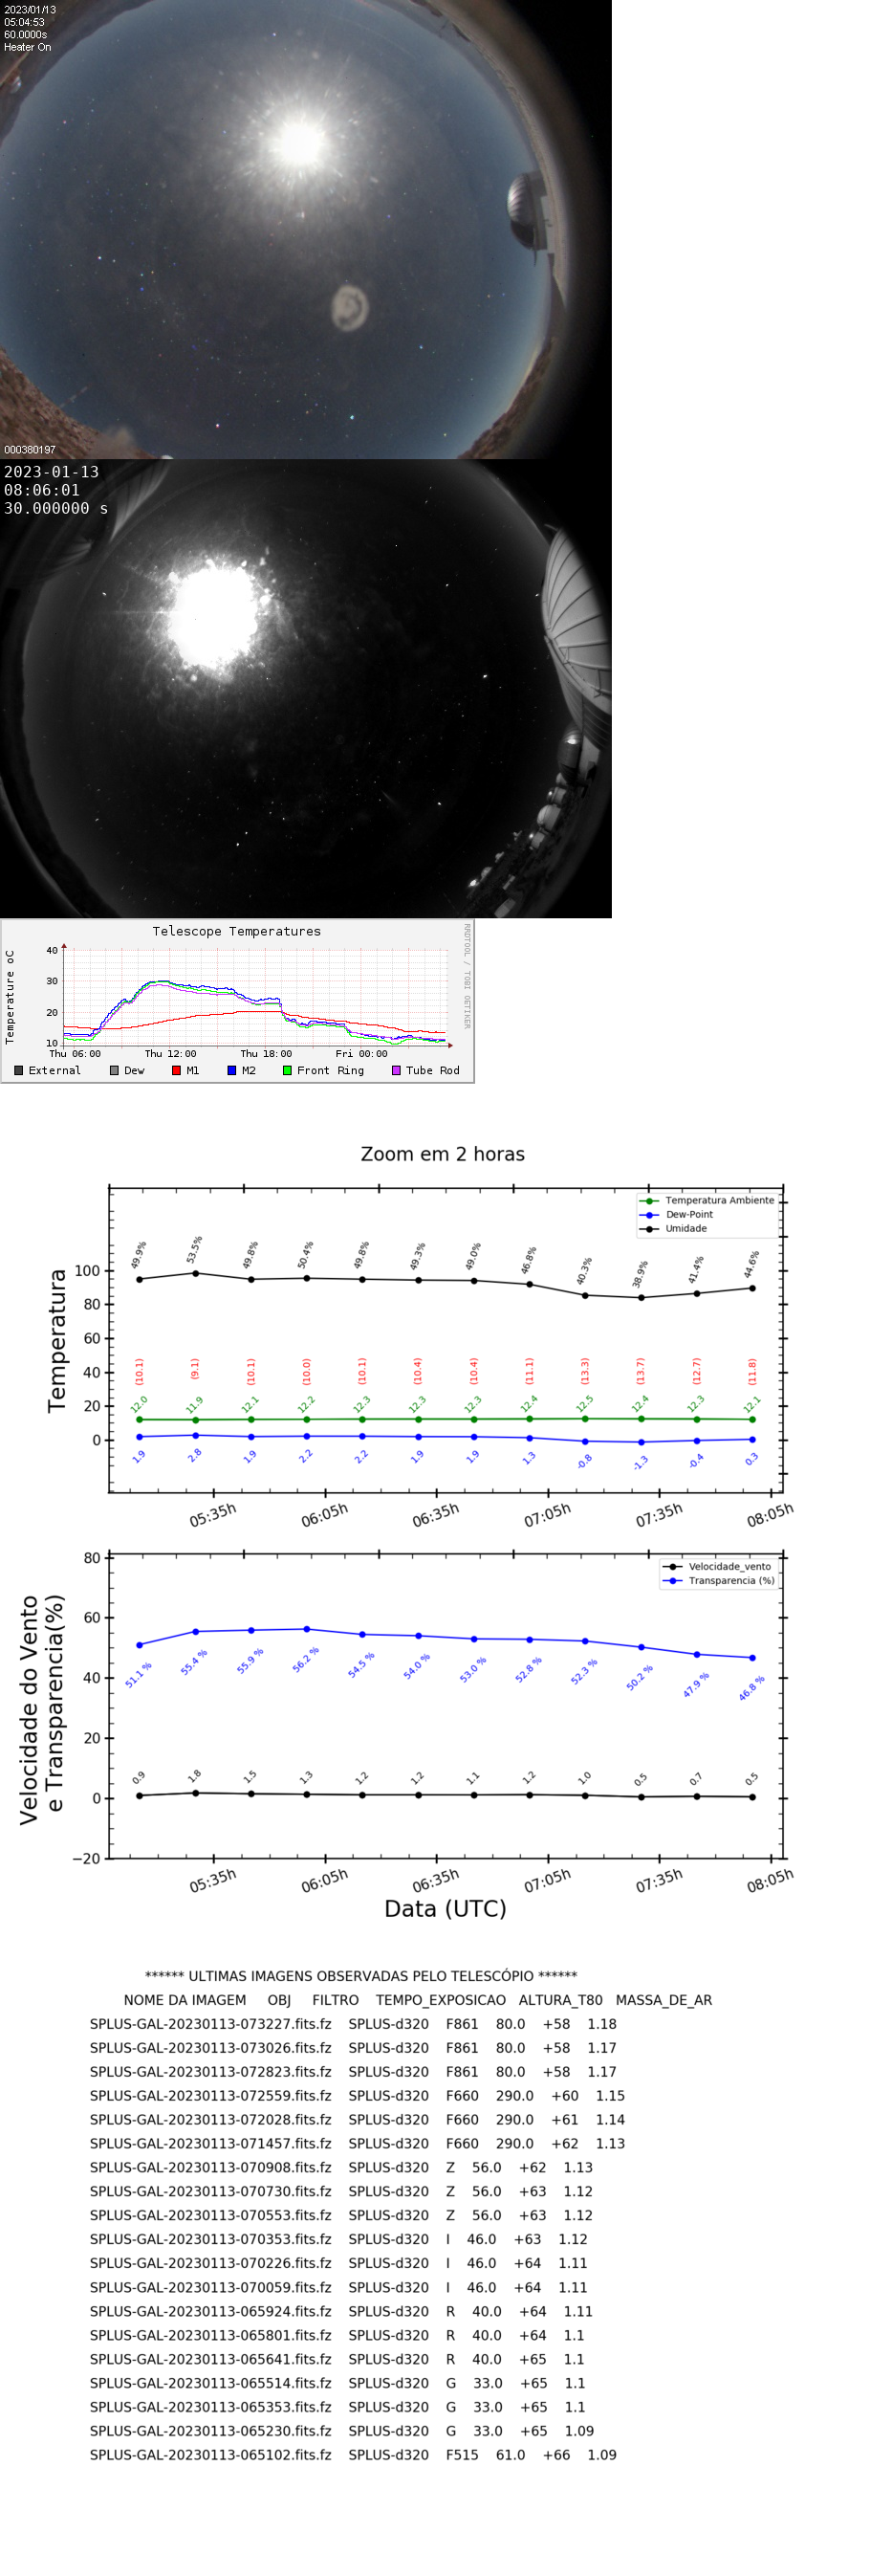 2023/01/13
05:04:53
60.0000s
Heater On
000380197
2023-01-13
08:06:01
30.000000 s
Telescope Temperatures
RRDTOOL / TOBI OETIKER
Temperature oC
40
30
20
10
Thu 06:00 Thu 12:00 Thu 18:00 Fri 00:00
External Dew M1 M2 Front Ring Tube Rod
Zoom em 2 horas
Temperatura Ambiente
Dew-Point
Umidade
Temperatura
100
80
60
40
20
0
49.9% 53.5% 49.8% 50.4% 49.8% 49.3% 49.0% 46.8% 40.3% 38.9% 41.4% 44.6%
(10.1) (9.1) (10.1) (10.0) (10.1) (10.4) (10.4) (11.1) (13.3) (13.7) (12.7) (11.8)
12.0 11.9 12.1 12.2 12.3 12.3 12.3 12.4 12.5 12.4 12.3 12.1
1.9 2.8 1.9 2.2 2.2 1.9 1.9 1.3 -0.8 -1.3 -0.4 0.3
05:35h 06:05h 06:35h 07:05h 07:35h 08:05h
Velocidade_vento
Transparencia (%)
Velocidade do Vento
e Transparencia(%)
80
60
40
20
0
−20
51.1 % 55.4 % 55.9 % 56.2 % 54.5 % 54.0 % 53.0 % 52.8 % 52.3 % 50.2 % 47.9 % 46.8 %
0.9 1.8 1.5 1.3 1.2 1.2 1.1 1.2 1.0 0.5 0.7 0.5
05:35h 06:05h 06:35h 07:05h 07:35h 08:05h
Data (UTC)
****** ULTIMAS IMAGENS OBSERVADAS PELO TELESCÓPIO ******
NOME DA IMAGEM OBJ FILTRO TEMPO_EXPOSICAO ALTURA_T80 MASSA_DE_AR
SPLUS-GAL-20230113-073227.fits.fz SPLUS-d320 F861 80.0 +58 1.18
SPLUS-GAL-20230113-073026.fits.fz SPLUS-d320 F861 80.0 +58 1.17
SPLUS-GAL-20230113-072823.fits.fz SPLUS-d320 F861 80.0 +58 1.17
SPLUS-GAL-20230113-072559.fits.fz SPLUS-d320 F660 290.0 +60 1.15
SPLUS-GAL-20230113-072028.fits.fz SPLUS-d320 F660 290.0 +61 1.14
SPLUS-GAL-20230113-071457.fits.fz SPLUS-d320 F660 290.0 +62 1.13
SPLUS-GAL-20230113-070908.fits.fz SPLUS-d320 Z 56.0 +62 1.13
SPLUS-GAL-20230113-070730.fits.fz SPLUS-d320 Z 56.0 +63 1.12
SPLUS-GAL-20230113-070553.fits.fz SPLUS-d320 Z 56.0 +63 1.12
SPLUS-GAL-20230113-070353.fits.fz SPLUS-d320 I 46.0 +63 1.12
SPLUS-GAL-20230113-070226.fits.fz SPLUS-d320 I 46.0 +64 1.11
SPLUS-GAL-20230113-070059.fits.fz SPLUS-d320 I 46.0 +64 1.11
SPLUS-GAL-20230113-065924.fits.fz SPLUS-d320 R 40.0 +64 1.11
SPLUS-GAL-20230113-065801.fits.fz SPLUS-d320 R 40.0 +64 1.1
SPLUS-GAL-20230113-065641.fits.fz SPLUS-d320 R 40.0 +65 1.1
SPLUS-GAL-20230113-065514.fits.fz SPLUS-d320 G 33.0 +65 1.1
SPLUS-GAL-20230113-065353.fits.fz SPLUS-d320 G 33.0 +65 1.1
SPLUS-GAL-20230113-065230.fits.fz SPLUS-d320 G 33.0 +65 1.09
SPLUS-GAL-20230113-065102.fits.fz SPLUS-d320 F515 61.0 +66 1.09